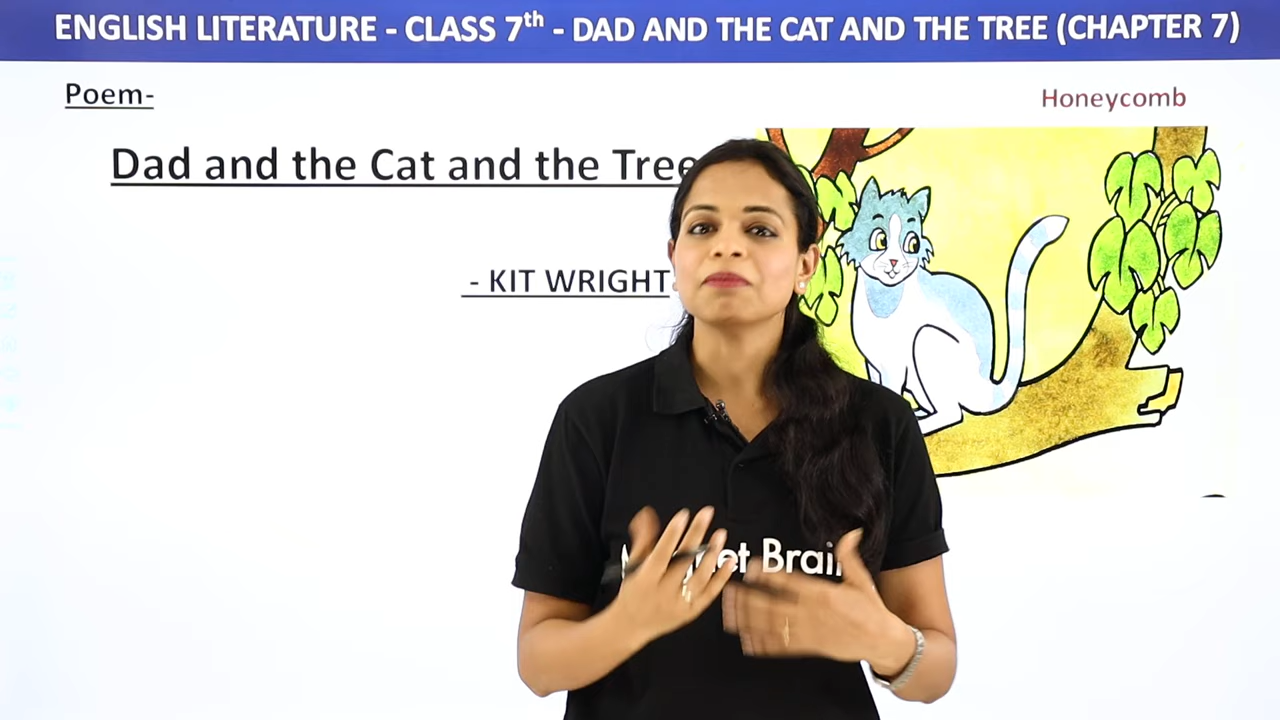 ENGLISH LITERATURE - CLASS 7th - DAD AND THE CAT AND THE TREE (CHAPTER 7)
Poem-
Honeycomb
Dad and the Cat and the Tree
- KIT WRIGHT